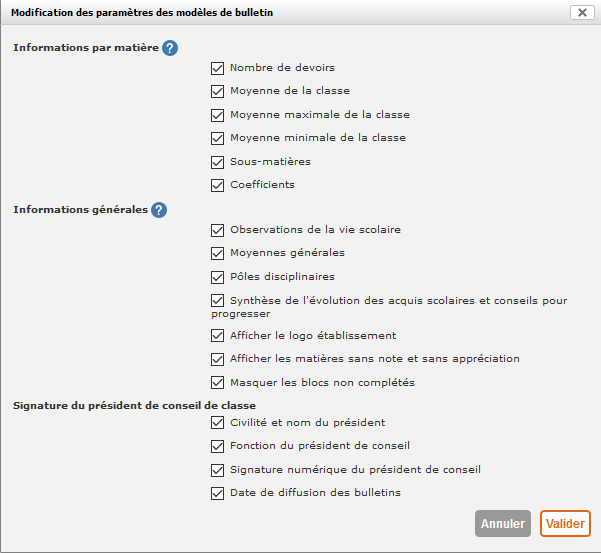 Modification des paramètres des modèles de bulletin
Informations par matière ?
Nombre de devoirs
Moyenne de la classe
Moyenne maximale de la classe
Moyenne minimale de la classe
Sous-matières
Coefficients
Informations générales ?
Observations de la vie scolaire
Moyennes générales
Pôles disciplinaires
Synthèse de l'évolution des acquis scolaires et conseils pour
progresser
Afficher le logo établissement
Afficher les matières sans note et sans appréciation
Masquer les blocs non complétés
Signature du président de conseil de classe
Civilité et nom du président
Fonction du président de conseil
Signature numérique du président de conseil
Date de diffusion des bulletins
Annuler Valider